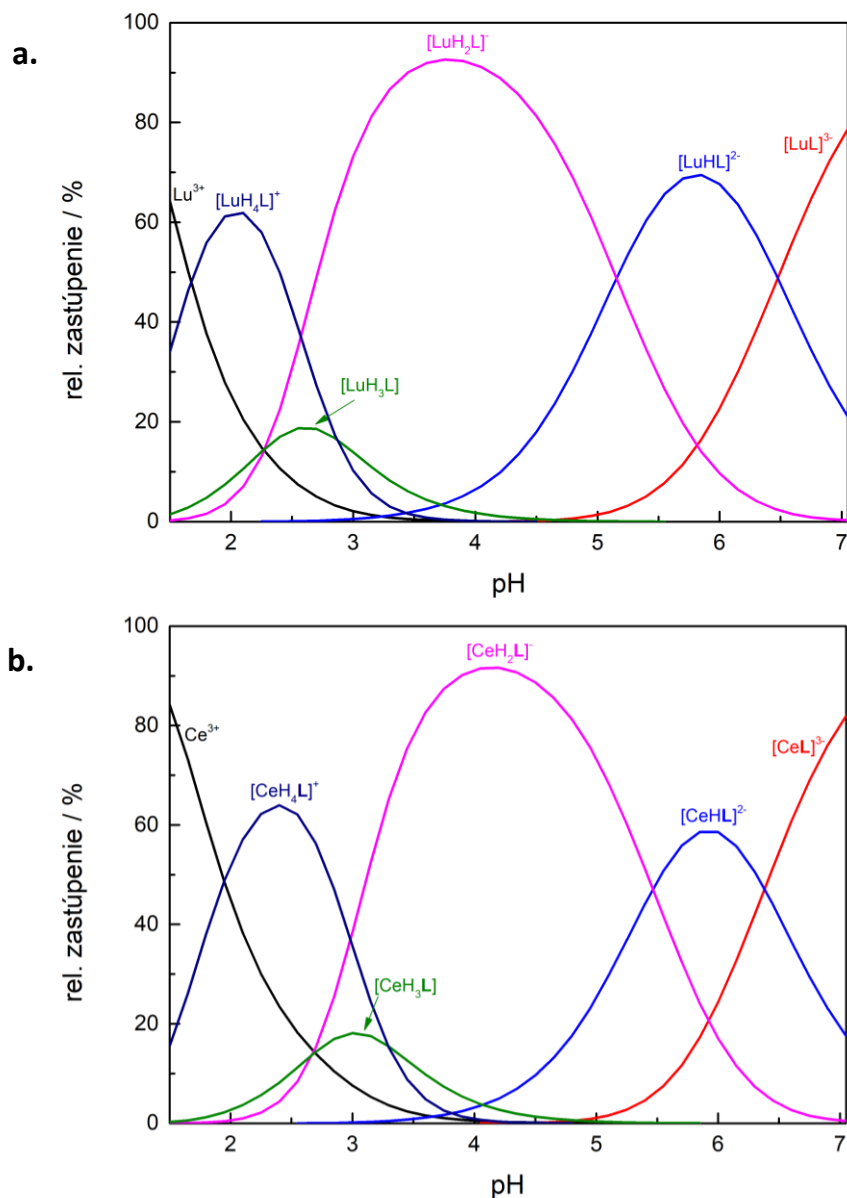 a.
rel. zastúpenie / %
100
80
60
40
20
0
Lu³⁺
[LuH₄L]⁺
[LuH₃L]
[LuH₂L]⁻
[LuHL]²⁻
[LuL]³⁻
2 3 4 5 6 7
pH
b.
rel. zastúpenie / %
100
80
60
40
20
0
Ce³⁺
[CeH₄L]⁺
[CeH₃L]
[CeH₂L]⁻
[CeHL]²⁻
[CeL]³⁻
2 3 4 5 6 7
pH